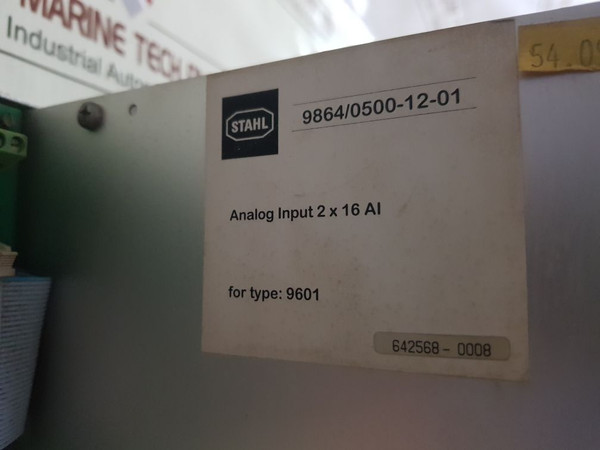 MARINE TECH
Industrial Auto
54.0
STAHL
9864/0500-12-01
Analog Input 2 x 16 AI
for type: 9601
642568 - 0008